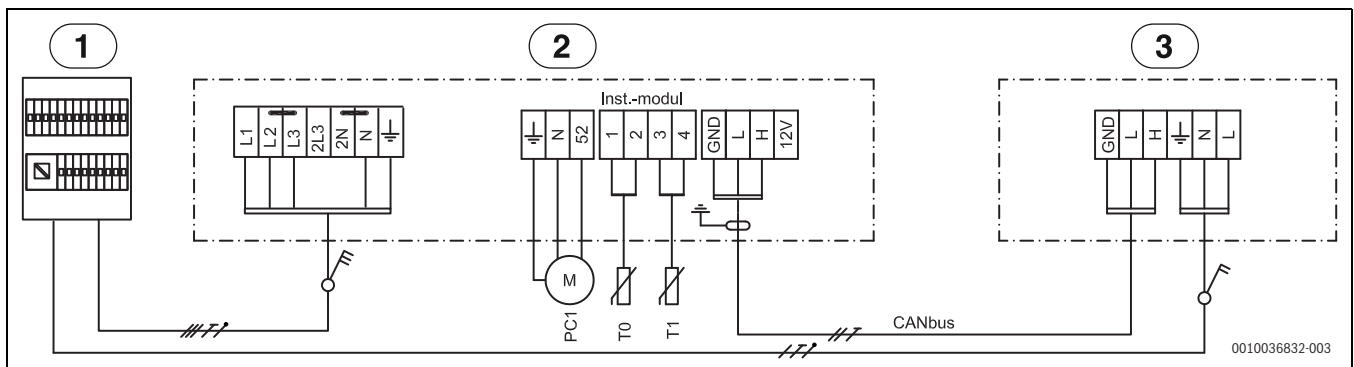 1
2
3
Inst.-modul
L1 L2 L3 2L3 2N N
N 52
1 2 3 4
GND L H 12V
GND L H N L
M
PC1
T0
T1
CANbus
0010036832-003